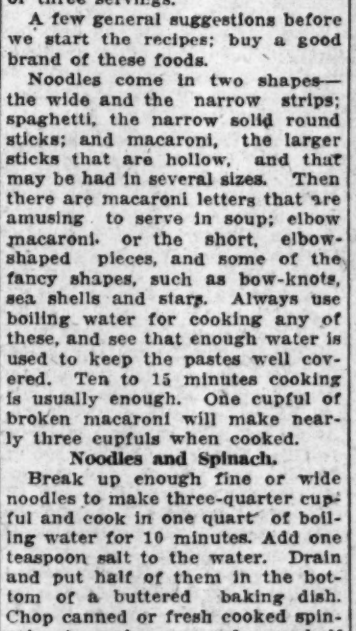 or three servings.
A few general suggestions before
we start the recipes; buy a good
brand of these foods.
Noodles come in two shapes—
the wide and the narrow strips;
spaghetti, the narrow solid round
sticks; and macaroni, the larger
sticks that are hollow, and that
may be had in several sizes. Then
there are macaroni letters that are
amusing to serve in soup; elbow
macaroni. or the short, elbow-
shaped pieces, and some of the
fancy shapes, such as bow-knots,
sea shells and stars. Always use
boiling water for cooking any of
these, and see that enough water is
used to keep the pastes well cov-
ered. Ten to 15 minutes cooking
is usually enough. One cupful of
broken macaroni will make near-
ly three cupfuls when cooked.
Noodles and Spinach.
Break up enough fine or wide
noodles to make three-quarter cup-
ful and cook in one quart of boil-
ing water for 10 minutes. Add one
teaspoon salt to the water. Drain
and put half of them in the bot-
tom of a buttered baking dish.
Chop canned or fresh cooked spin-